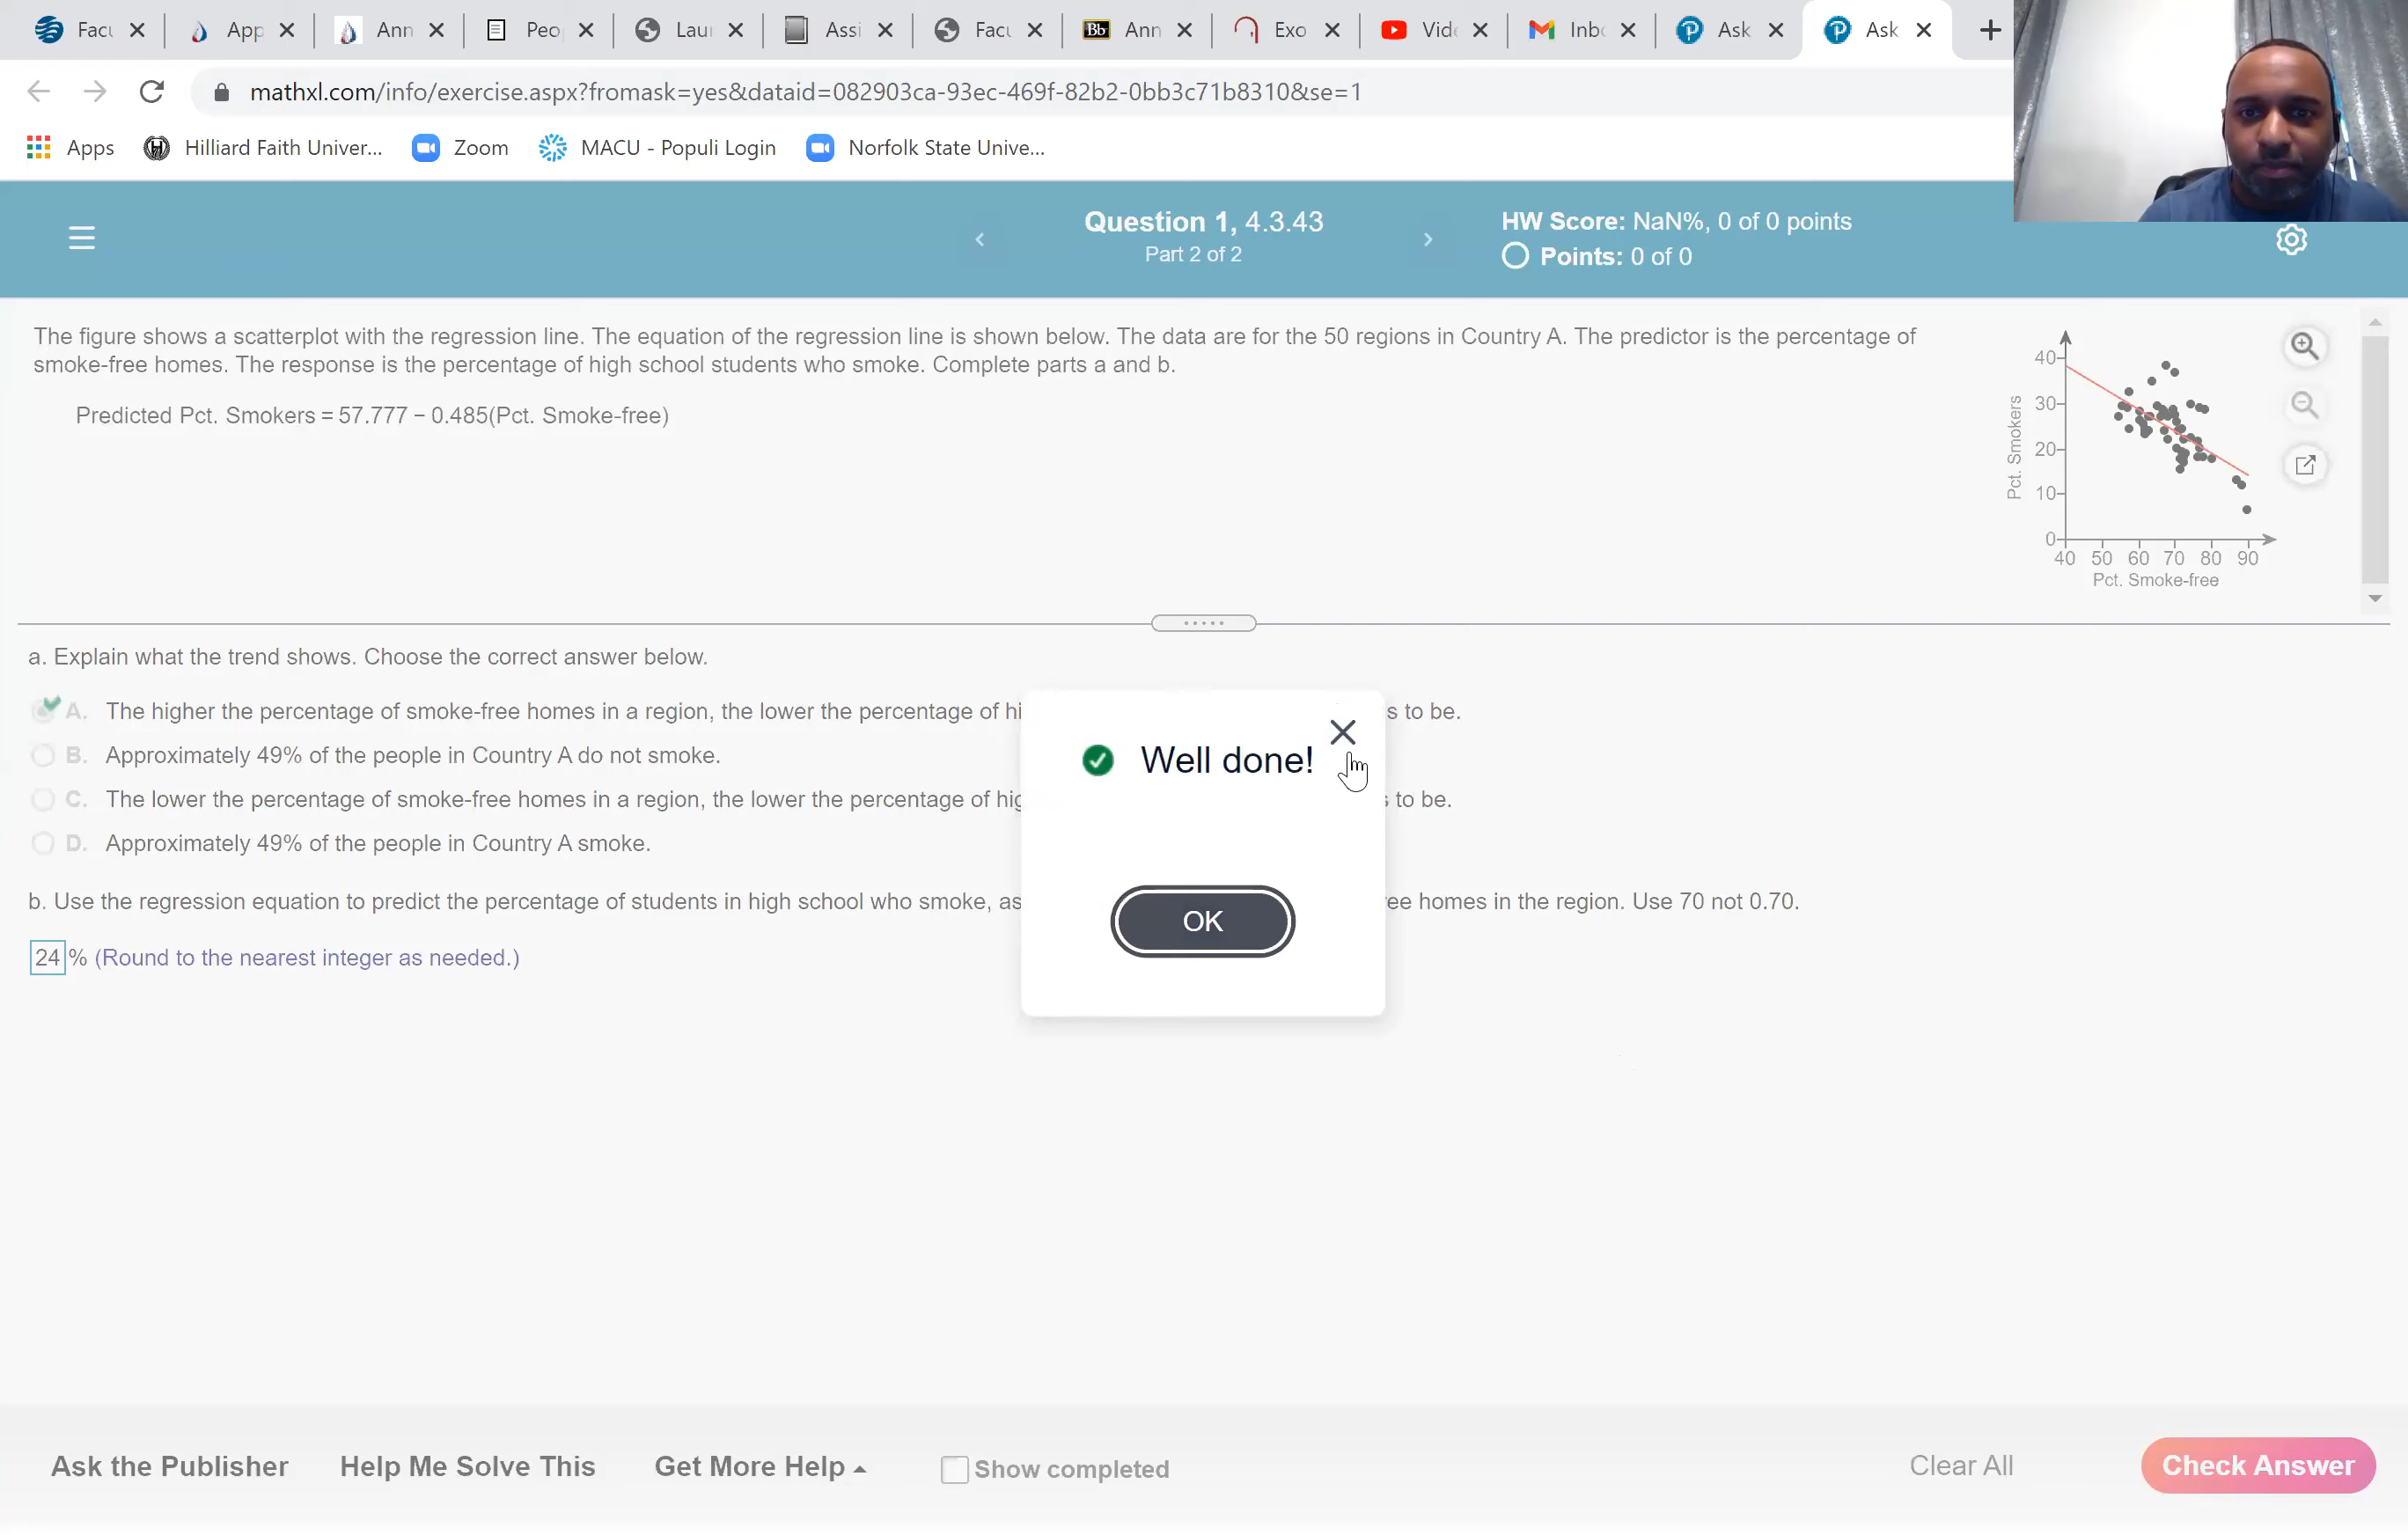 Facu
App
Ann
Peo
Laun
Assi
Facu
Bb Ann
Exo
Vide
Inbo
Ask
Ask
mathxl.com/info/exercise.aspx?fromask=yes&dataid=082903ca-93ec-469f-82b2-0bb3c71b8310&se=1
Apps
Hilliard Faith Univer...
Zoom
MACU - Populi Login
Norfolk State Unive...
Question 1, 4.3.43
Part 2 of 2
HW Score: NaN%, 0 of 0 points
Points: 0 of 0
The figure shows a scatterplot with the regression line. The equation of the regression line is shown below. The data are for the 50 regions in Country A. The predictor is the percentage of
smoke-free homes. The response is the percentage of high school students who smoke. Complete parts a and b.
Predicted Pct. Smokers = 57.777 − 0.485(Pct. Smoke-free)
Pct. Smokers
40
30
20
10
0
40 50 60 70 80 90
Pct. Smoke-free
a. Explain what the trend shows. Choose the correct answer below.
A. The higher the percentage of smoke-free homes in a region, the lower the percentage of hi s to be.
B. Approximately 49% of the people in Country A do not smoke.
C. The lower the percentage of smoke-free homes in a region, the lower the percentage of hig s to be.
D. Approximately 49% of the people in Country A smoke.
b. Use the regression equation to predict the percentage of students in high school who smoke, as ee homes in the region. Use 70 not 0.70.
24 % (Round to the nearest integer as needed.)
Well done!
OK
Ask the Publisher
Help Me Solve This
Get More Help
Show completed
Clear All
Check Answer